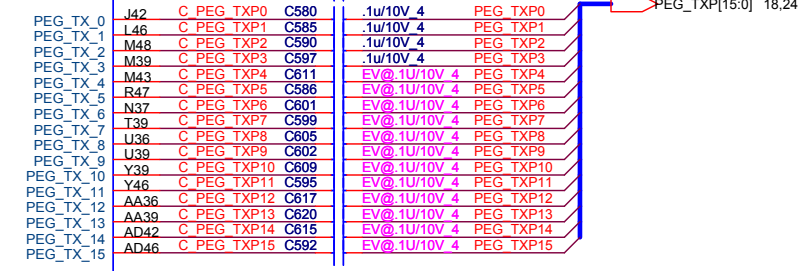 PEG_TXP[15:0] 18,24
PEG_TX_0 J42 C_PEG_TXP0 C580 .1u/10V_4 PEG_TXP0
PEG_TX_1 L46 C_PEG_TXP1 C585 .1u/10V_4 PEG_TXP1
PEG_TX_2 M48 C_PEG_TXP2 C590 .1u/10V_4 PEG_TXP2
PEG_TX_3 M39 C_PEG_TXP3 C597 .1u/10V_4 PEG_TXP3
PEG_TX_4 M43 C_PEG_TXP4 C611 EV@.1U/10V_4 PEG_TXP4
PEG_TX_5 R47 C_PEG_TXP5 C586 EV@.1U/10V_4 PEG_TXP5
PEG_TX_6 N37 C_PEG_TXP6 C601 EV@.1U/10V_4 PEG_TXP6
PEG_TX_7 T39 C_PEG_TXP7 C599 EV@.1U/10V_4 PEG_TXP7
PEG_TX_8 U36 C_PEG_TXP8 C605 EV@.1U/10V_4 PEG_TXP8
PEG_TX_9 U39 C_PEG_TXP9 C602 EV@.1U/10V_4 PEG_TXP9
PEG_TX_10 Y39 C_PEG_TXP10 C609 EV@.1U/10V_4 PEG_TXP10
PEG_TX_11 Y46 C_PEG_TXP11 C595 EV@.1U/10V_4 PEG_TXP11
PEG_TX_12 AA36 C_PEG_TXP12 C617 EV@.1U/10V_4 PEG_TXP12
PEG_TX_13 AA39 C_PEG_TXP13 C620 EV@.1U/10V_4 PEG_TXP13
PEG_TX_14 AD42 C_PEG_TXP14 C615 EV@.1U/10V_4 PEG_TXP14
PEG_TX_15 AD46 C_PEG_TXP15 C592 EV@.1U/10V_4 PEG_TXP15